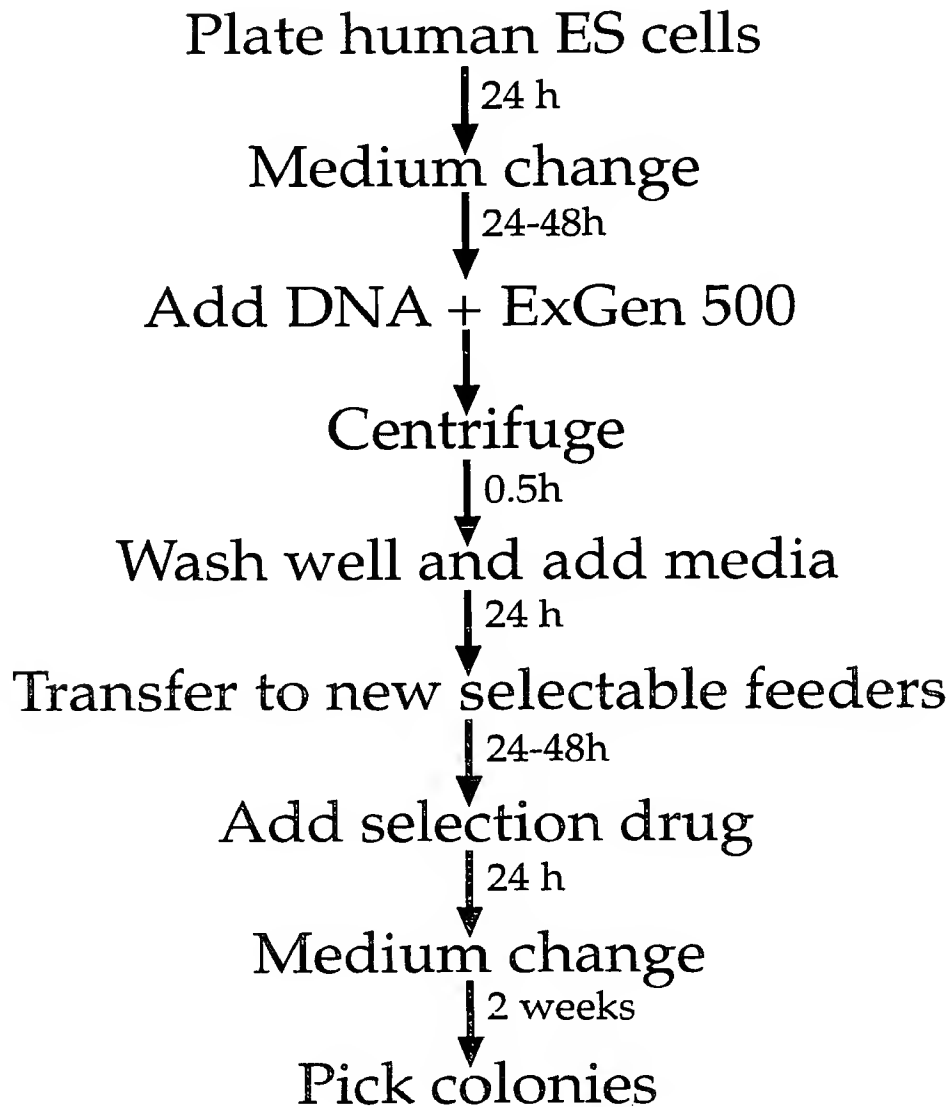 Plate human ES cells
24 h
Medium change
24-48h
Add DNA + ExGen 500
Centrifuge
0.5h
Wash well and add media
24 h
Transfer to new selectable feeders
24-48h
Add selection drug
24 h
Medium change
2 weeks
Pick colonies